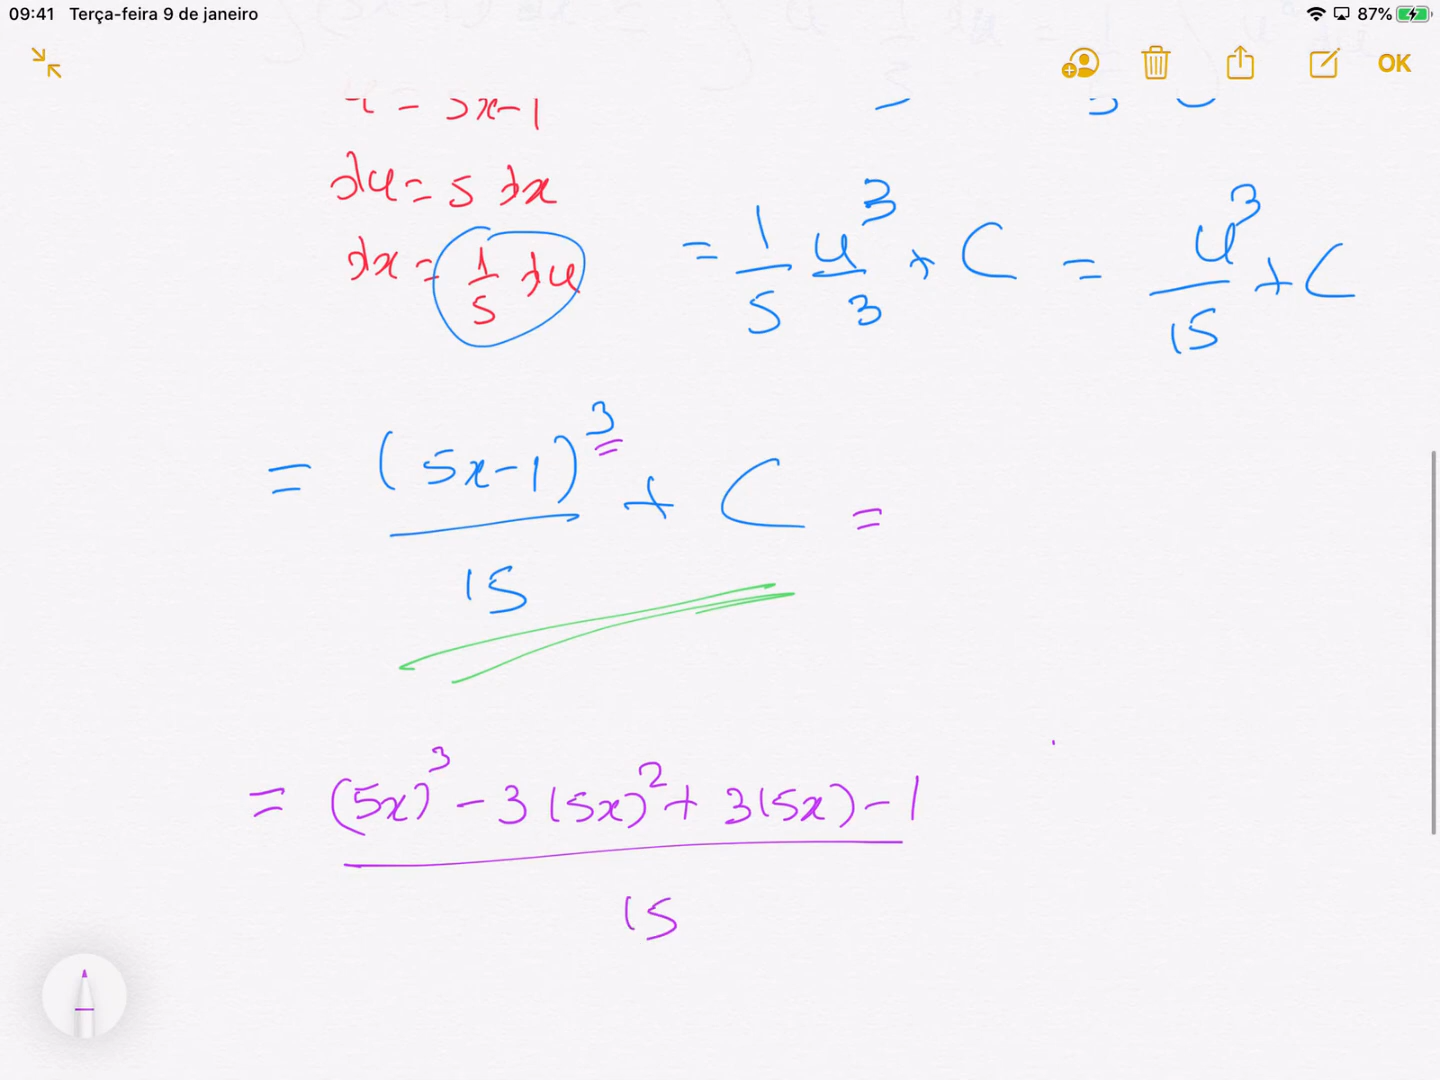 09:41 Terça-feira 9 de janeiro 87%
OK
= 5x-1
du = 5 dx
dx = 1/5 du
= 1/5 u³/3 + C = u³/15 + C
= (5x-1)³/15 + C =
= ((5x)³ - 3(5x)² + 3(5x) - 1)/15